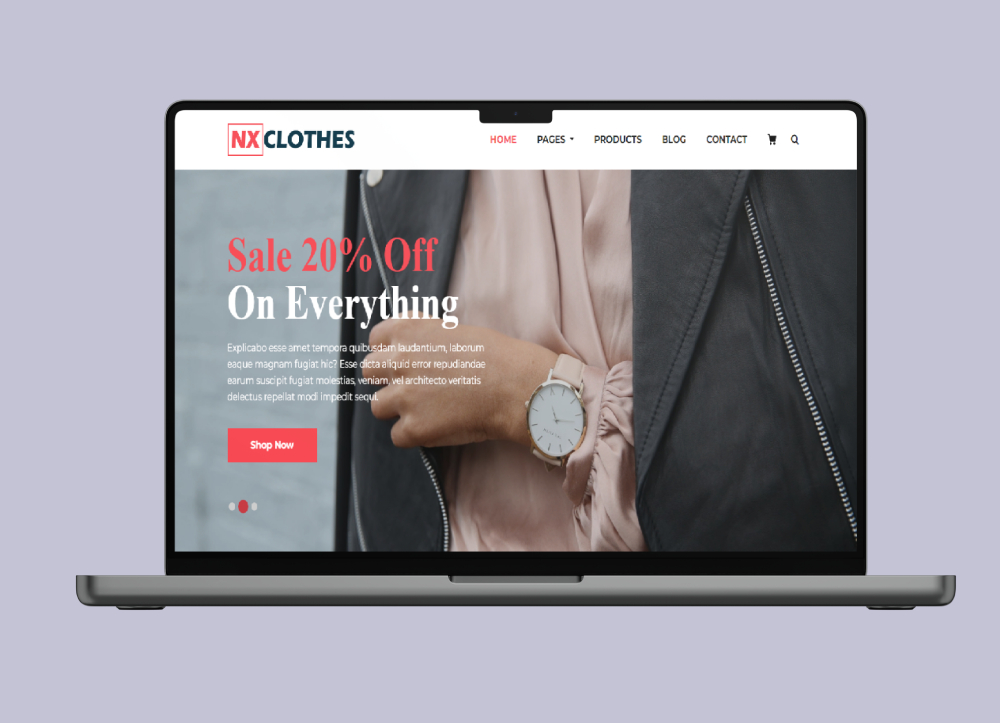 NX CLOTHES
HOME PAGES PRODUCTS BLOG CONTACT
Sale 20% Off
On Everything
Explicabo esse amet tempora quibusdam laudantium, laborum
eaque magnam fugiat hic? Esse dicta aliquid error repudiandae
earum suscipit fugiat molestias, veniam, vel architecto veritatis
delectus repellat modi impedit sequi.
Shop Now